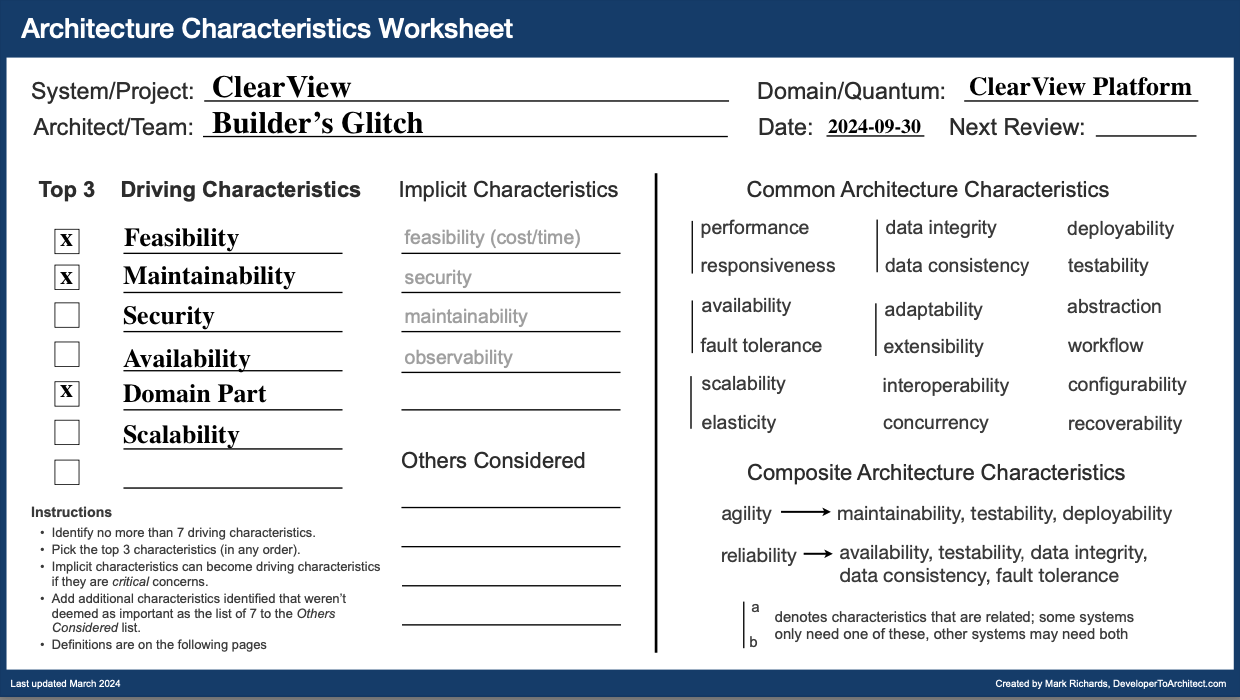 Architecture Characteristics Worksheet
System/Project: ClearView
Domain/Quantum: ClearView Platform
Architect/Team: Builder's Glitch
Date: 2024-09-30 Next Review:
Top 3 Driving Characteristics
x Feasibility
x Maintainability
Security
Availability
x Domain Part
Scalability
Instructions
• Identify no more than 7 driving characteristics.
• Pick the top 3 characteristics (in any order).
• Implicit characteristics can become driving characteristics
if they are critical concerns.
• Add additional characteristics identified that weren't
deemed as important as the list of 7 to the Others
Considered list.
• Definitions are on the following pages
Implicit Characteristics
feasibility (cost/time)
security
maintainability
observability
Others Considered
Common Architecture Characteristics
performance
responsiveness
availability
fault tolerance
scalability
elasticity
data integrity
data consistency
adaptability
extensibility
interoperability
concurrency
deployability
testability
abstraction
workflow
configurability
recoverability
Composite Architecture Characteristics
agility → maintainability, testability, deployability
reliability → availability, testability, data integrity,
data consistency, fault tolerance
a
b
denotes characteristics that are related; some systems
only need one of these, other systems may need both
Last updated March 2024
Created by Mark Richards, DeveloperToArchitect.com